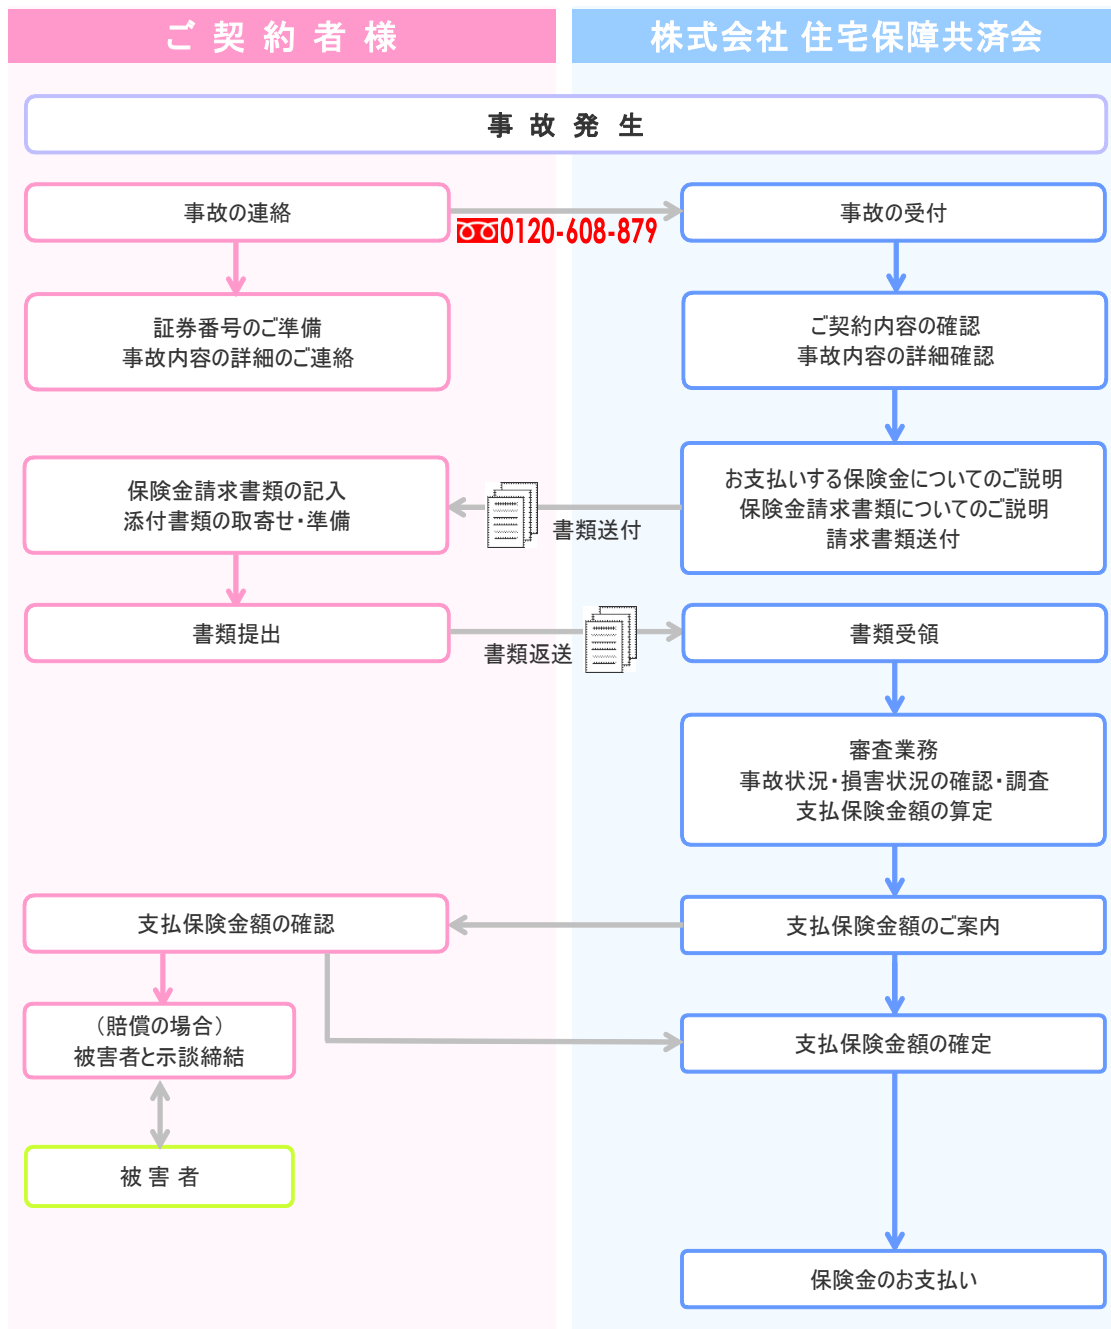 ご契約者様
株式会社 住宅保障共済会
事故発生
事故の連絡
0120-608-879
事故の受付
証券番号のご準備
事故内容の詳細のご連絡
ご契約内容の確認
事故内容の詳細確認
お支払いする保険金についてのご説明
保険金請求書類についてのご説明
請求書類送付
書類送付
保険金請求書類の記入
添付書類の取寄せ・準備
書類提出
書類返送
書類受領
審査業務
事故状況・損害状況の確認・調査
支払保険金額の算定
支払保険金額のご案内
支払保険金額の確認
（賠償の場合）
被害者と示談締結
支払保険金額の確定
被害者
保険金のお支払い